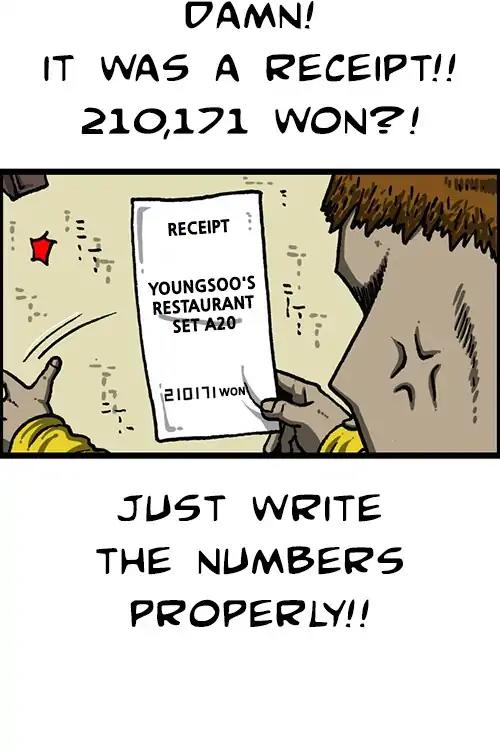 DAMN!
IT WAS A RECEIPT!!
210,171 WON?!
RECEIPT
YOUNGSOO'S
RESTAURANT
SET A20
210171 WON
JUST WRITE
THE NUMBERS
PROPERLY!!